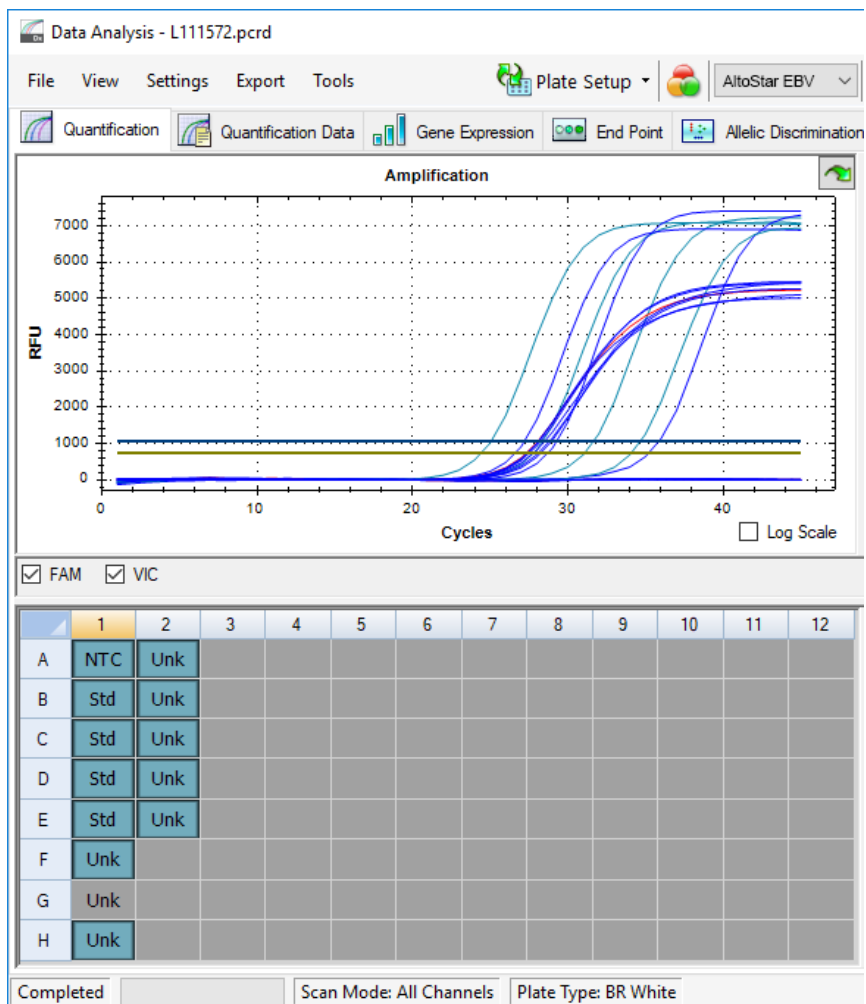 Data Analysis - L111572.pcrd
File View Settings Export Tools Plate Setup AltoStar EBV
Quantification Quantification Data Gene Expression End Point Allelic Discrimination
Amplification
7000
6000
5000
4000
3000
2000
1000
0
RFU
0 10 20 30 40
Cycles
Log Scale
FAM VIC
1 2 3 4 5 6 7 8 9 10 11 12
A NTC Unk
B Std Unk
C Std Unk
D Std Unk
E Std Unk
F Unk
G Unk
H Unk
Completed Scan Mode: All Channels Plate Type: BR White